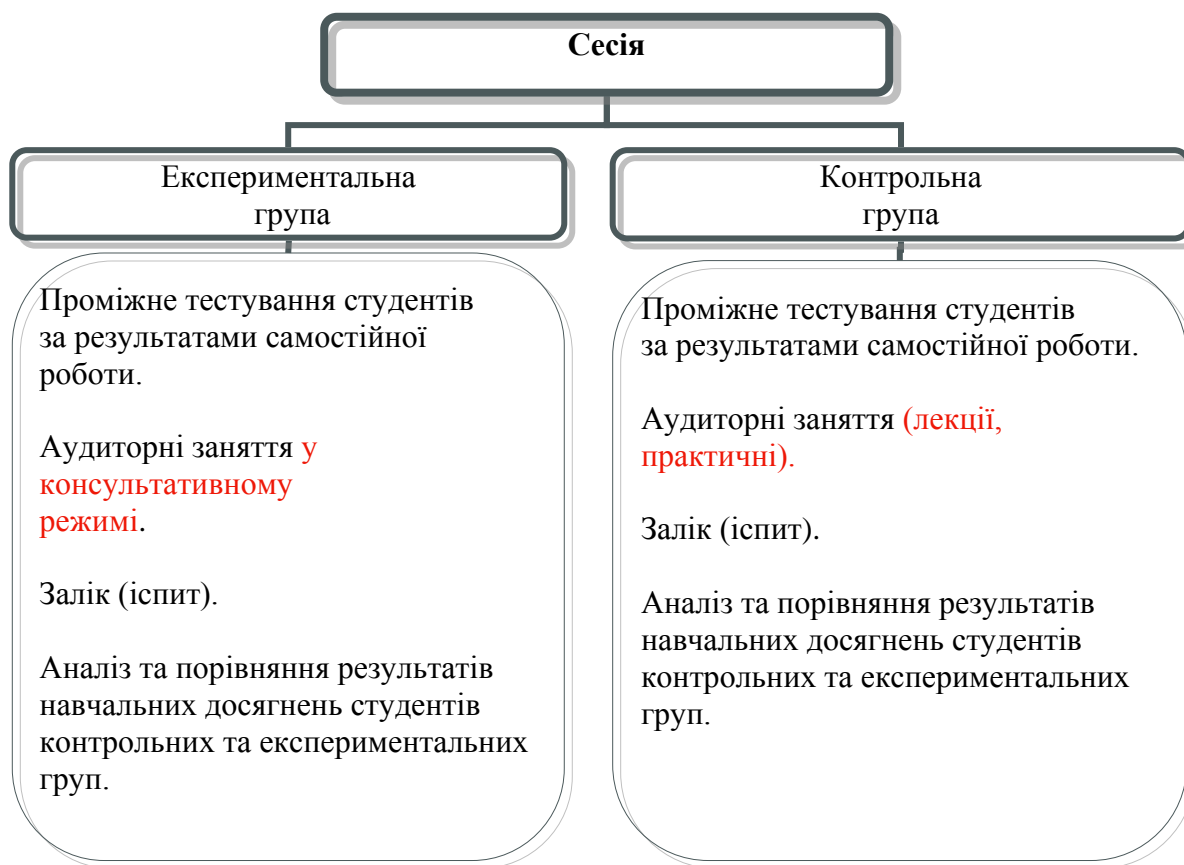 Сесія
Експериментальна
група
Контрольна
група
Проміжне тестування студентів
за результатами самостійної
роботи.
Аудиторні заняття у
консультативному
режимі.
Залік (іспит).
Аналіз та порівняння результатів
навчальних досягнень студентів
контрольних та експериментальних
груп.
Проміжне тестування студентів
за результатами самостійної роботи.
Аудиторні заняття (лекції,
практичні).
Залік (іспит).
Аналіз та порівняння результатів
навчальних досягнень студентів
контрольних та експериментальних
груп.